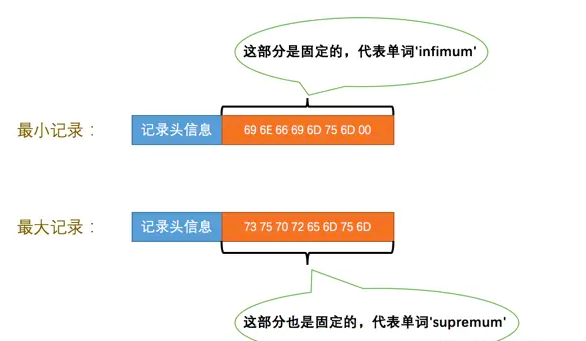 这部分是固定的，代表单词'infimum'
最小记录：
记录头信息
69 6E 66 69 6D 75 6D 00
最大记录：
记录头信息
73 75 70 72 65 6D 75 6D
这部分也是固定的，代表单词'supremum'